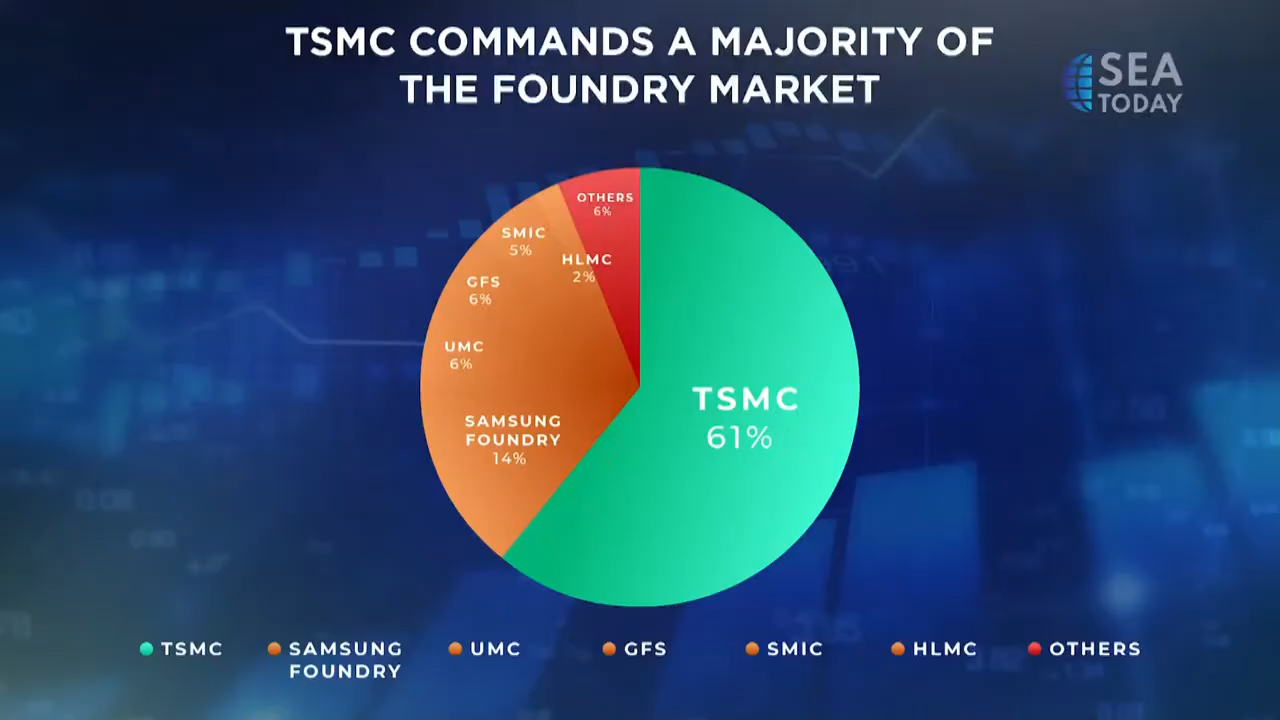 TSMC COMMANDS A MAJORITY OF
THE FOUNDRY MARKET
SEA
TODAY
OTHERS
6%
SMIC
5%
HLMC
2%
GFS
6%
UMC
6%
SAMSUNG
FOUNDRY
14%
TSMC
61%
TSMC
SAMSUNG
FOUNDRY
UMC
GFS
SMIC
HLMC
OTHERS